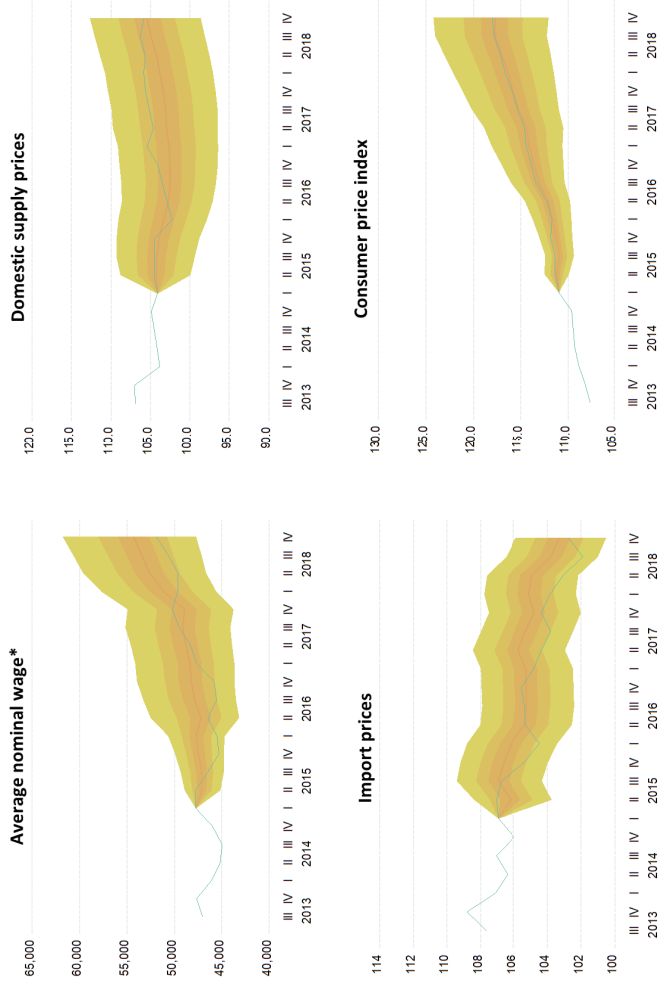 Average nominal wage*
65,000
60,000
55,000
50,000
45,000
40,000
III IV I II III IV I II III IV I II III IV I II III IV I II III IV
2013 2014 2015 2016 2017 2018
Domestic supply prices
120.0
115.0
110.0
105.0
100.0
95.0
90.0
III IV I II III IV I II III IV I II III IV I II III IV I II III IV
2013 2014 2015 2016 2017 2018
Import prices
114
112
110
108
106
104
102
100
III IV I II III IV I II III IV I II III IV I II III IV I II III IV
2013 2014 2015 2016 2017 2018
Consumer price index
130.0
125.0
120.0
115.0
110.0
105.0
III IV I II III IV I II III IV I II III IV I II III IV I II III IV
2013 2014 2015 2016 2017 2018